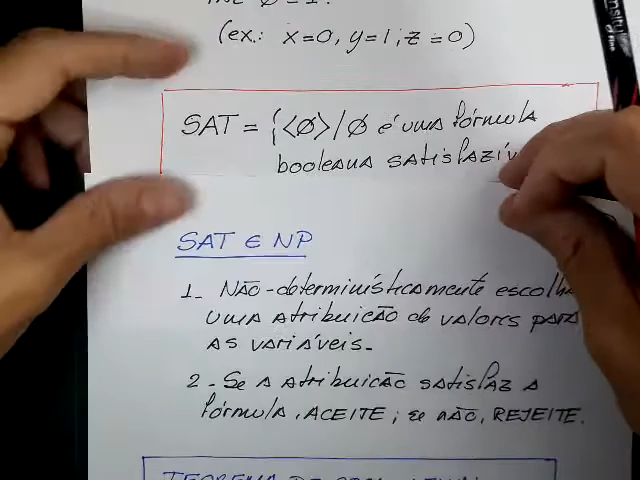 (ex.: x=0, y=1, z=0)
SAT = {<Ø> / Ø é uma fórmula
booleana satisfazív
SAT ∈ NP
1- Não-deterministicamente escolha
uma atribuição de valores para
as variáveis.
2 - Se a atribuição satisfaz a
fórmula, ACEITE; se não, REJEITE.